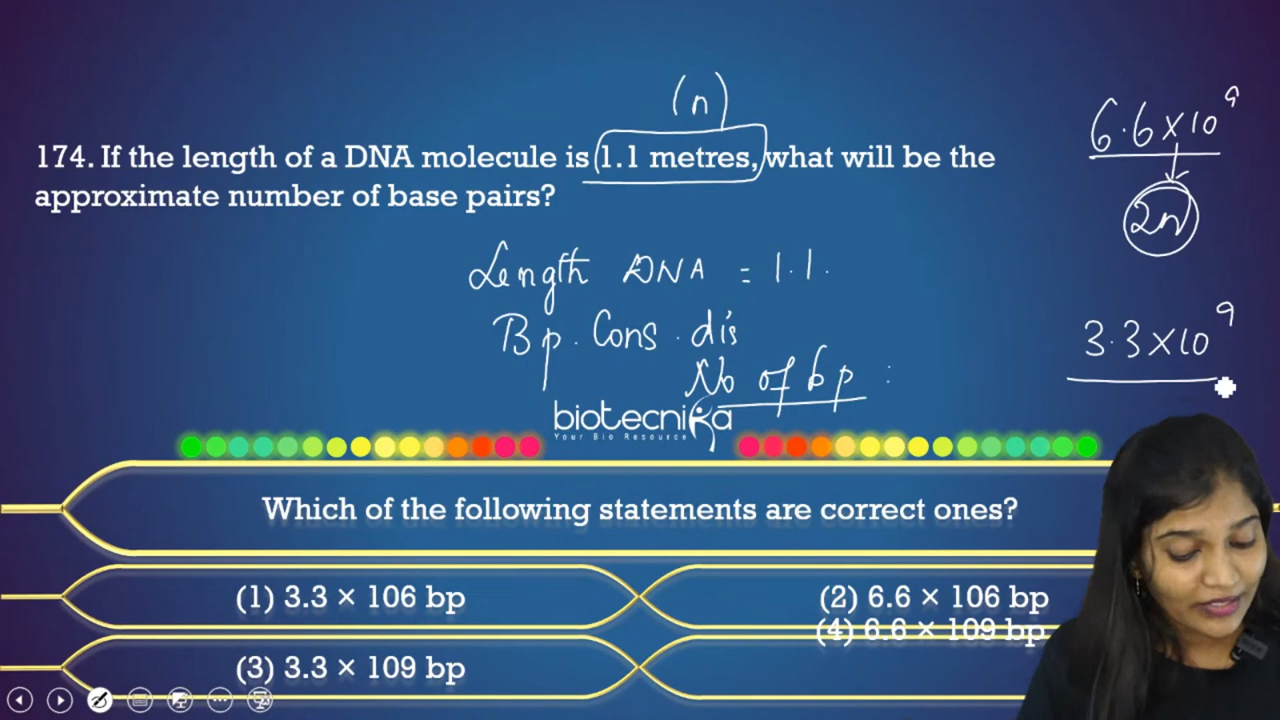 (n)
174. If the length of a DNA molecule is 1.1 metres, what will be the
approximate number of base pairs?
6.6×10⁹
2n
Length DNA = 1.1.
Bp. Cons. dis
No of bp :
3.3×10⁹
biotecnika
Your Bio Resource
Which of the following statements are correct ones?
(1) 3.3 × 106 bp
(2) 6.6 × 106 bp
(3) 3.3 × 109 bp
(4) 6.6 × 109 bp